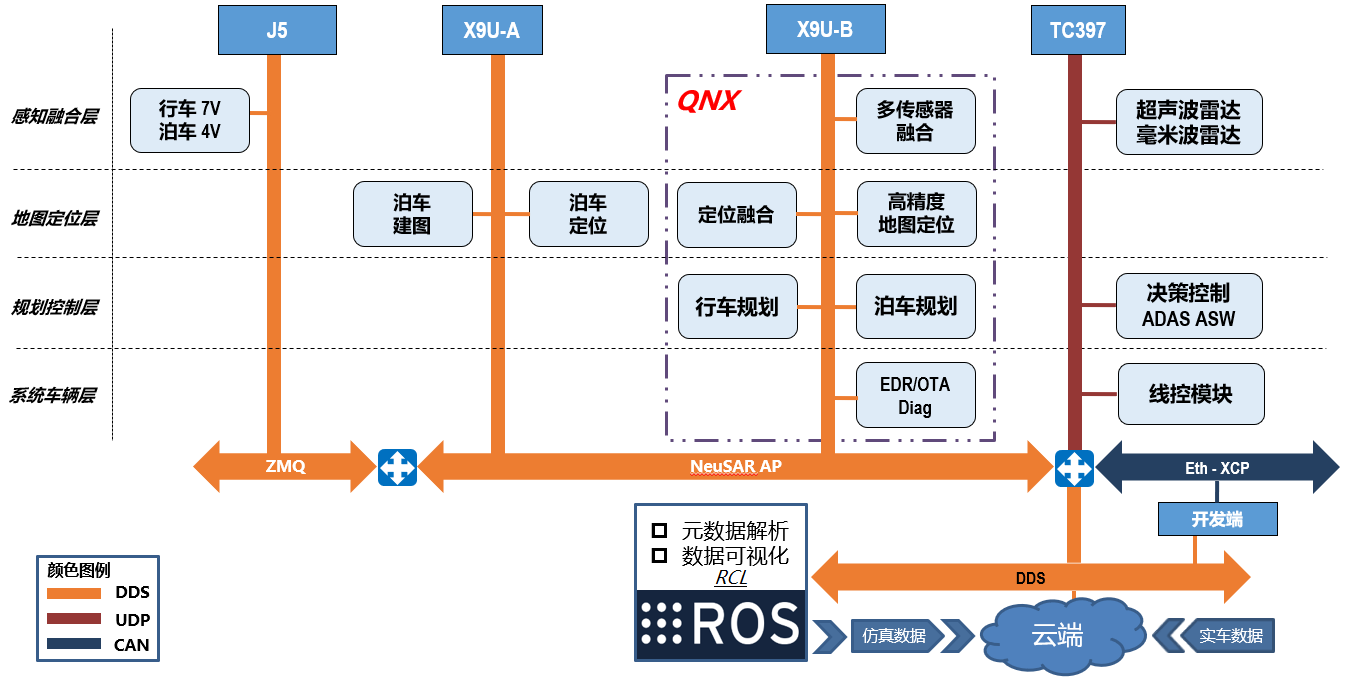 J5
X9U-A
X9U-B
TC397
QNX
感知融合层
行车 7V
泊车 4V
多传感器
融合
超声波雷达
毫米波雷达
地图定位层
泊车
建图
泊车
定位
定位融合
高精度
地图定位
规划控制层
行车规划
泊车规划
决策控制
ADAS ASW
系统车辆层
EDR/OTA
Diag
线控模块
ZMQ
NeuSAR AP
Eth - XCP
开发端
元数据解析
数据可视化
RCL
ROS
DDS
颜色图例
DDS
UDP
CAN
仿真数据
云端
实车数据